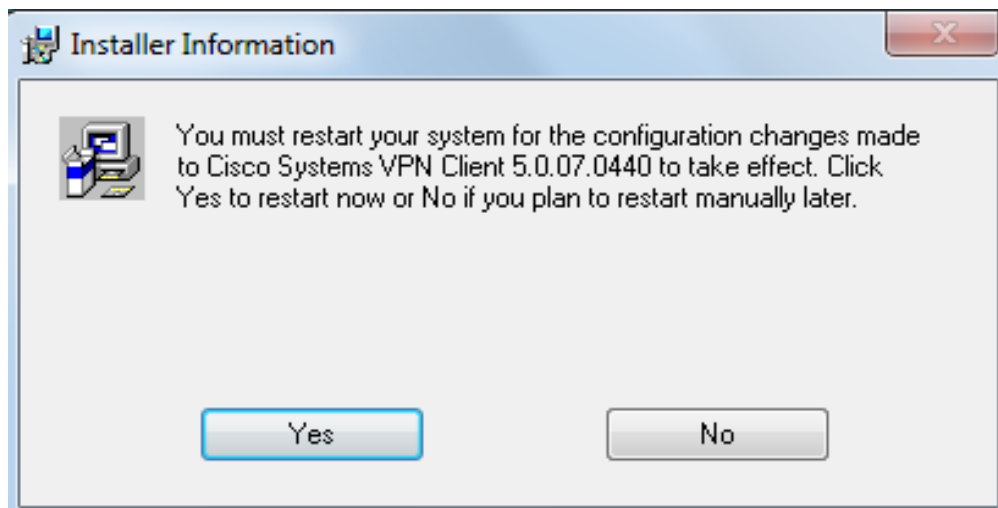 Installer Information
You must restart your system for the configuration changes made
to Cisco Systems VPN Client 5.0.07.0440 to take effect. Click
Yes to restart now or No if you plan to restart manually later.
Yes
No